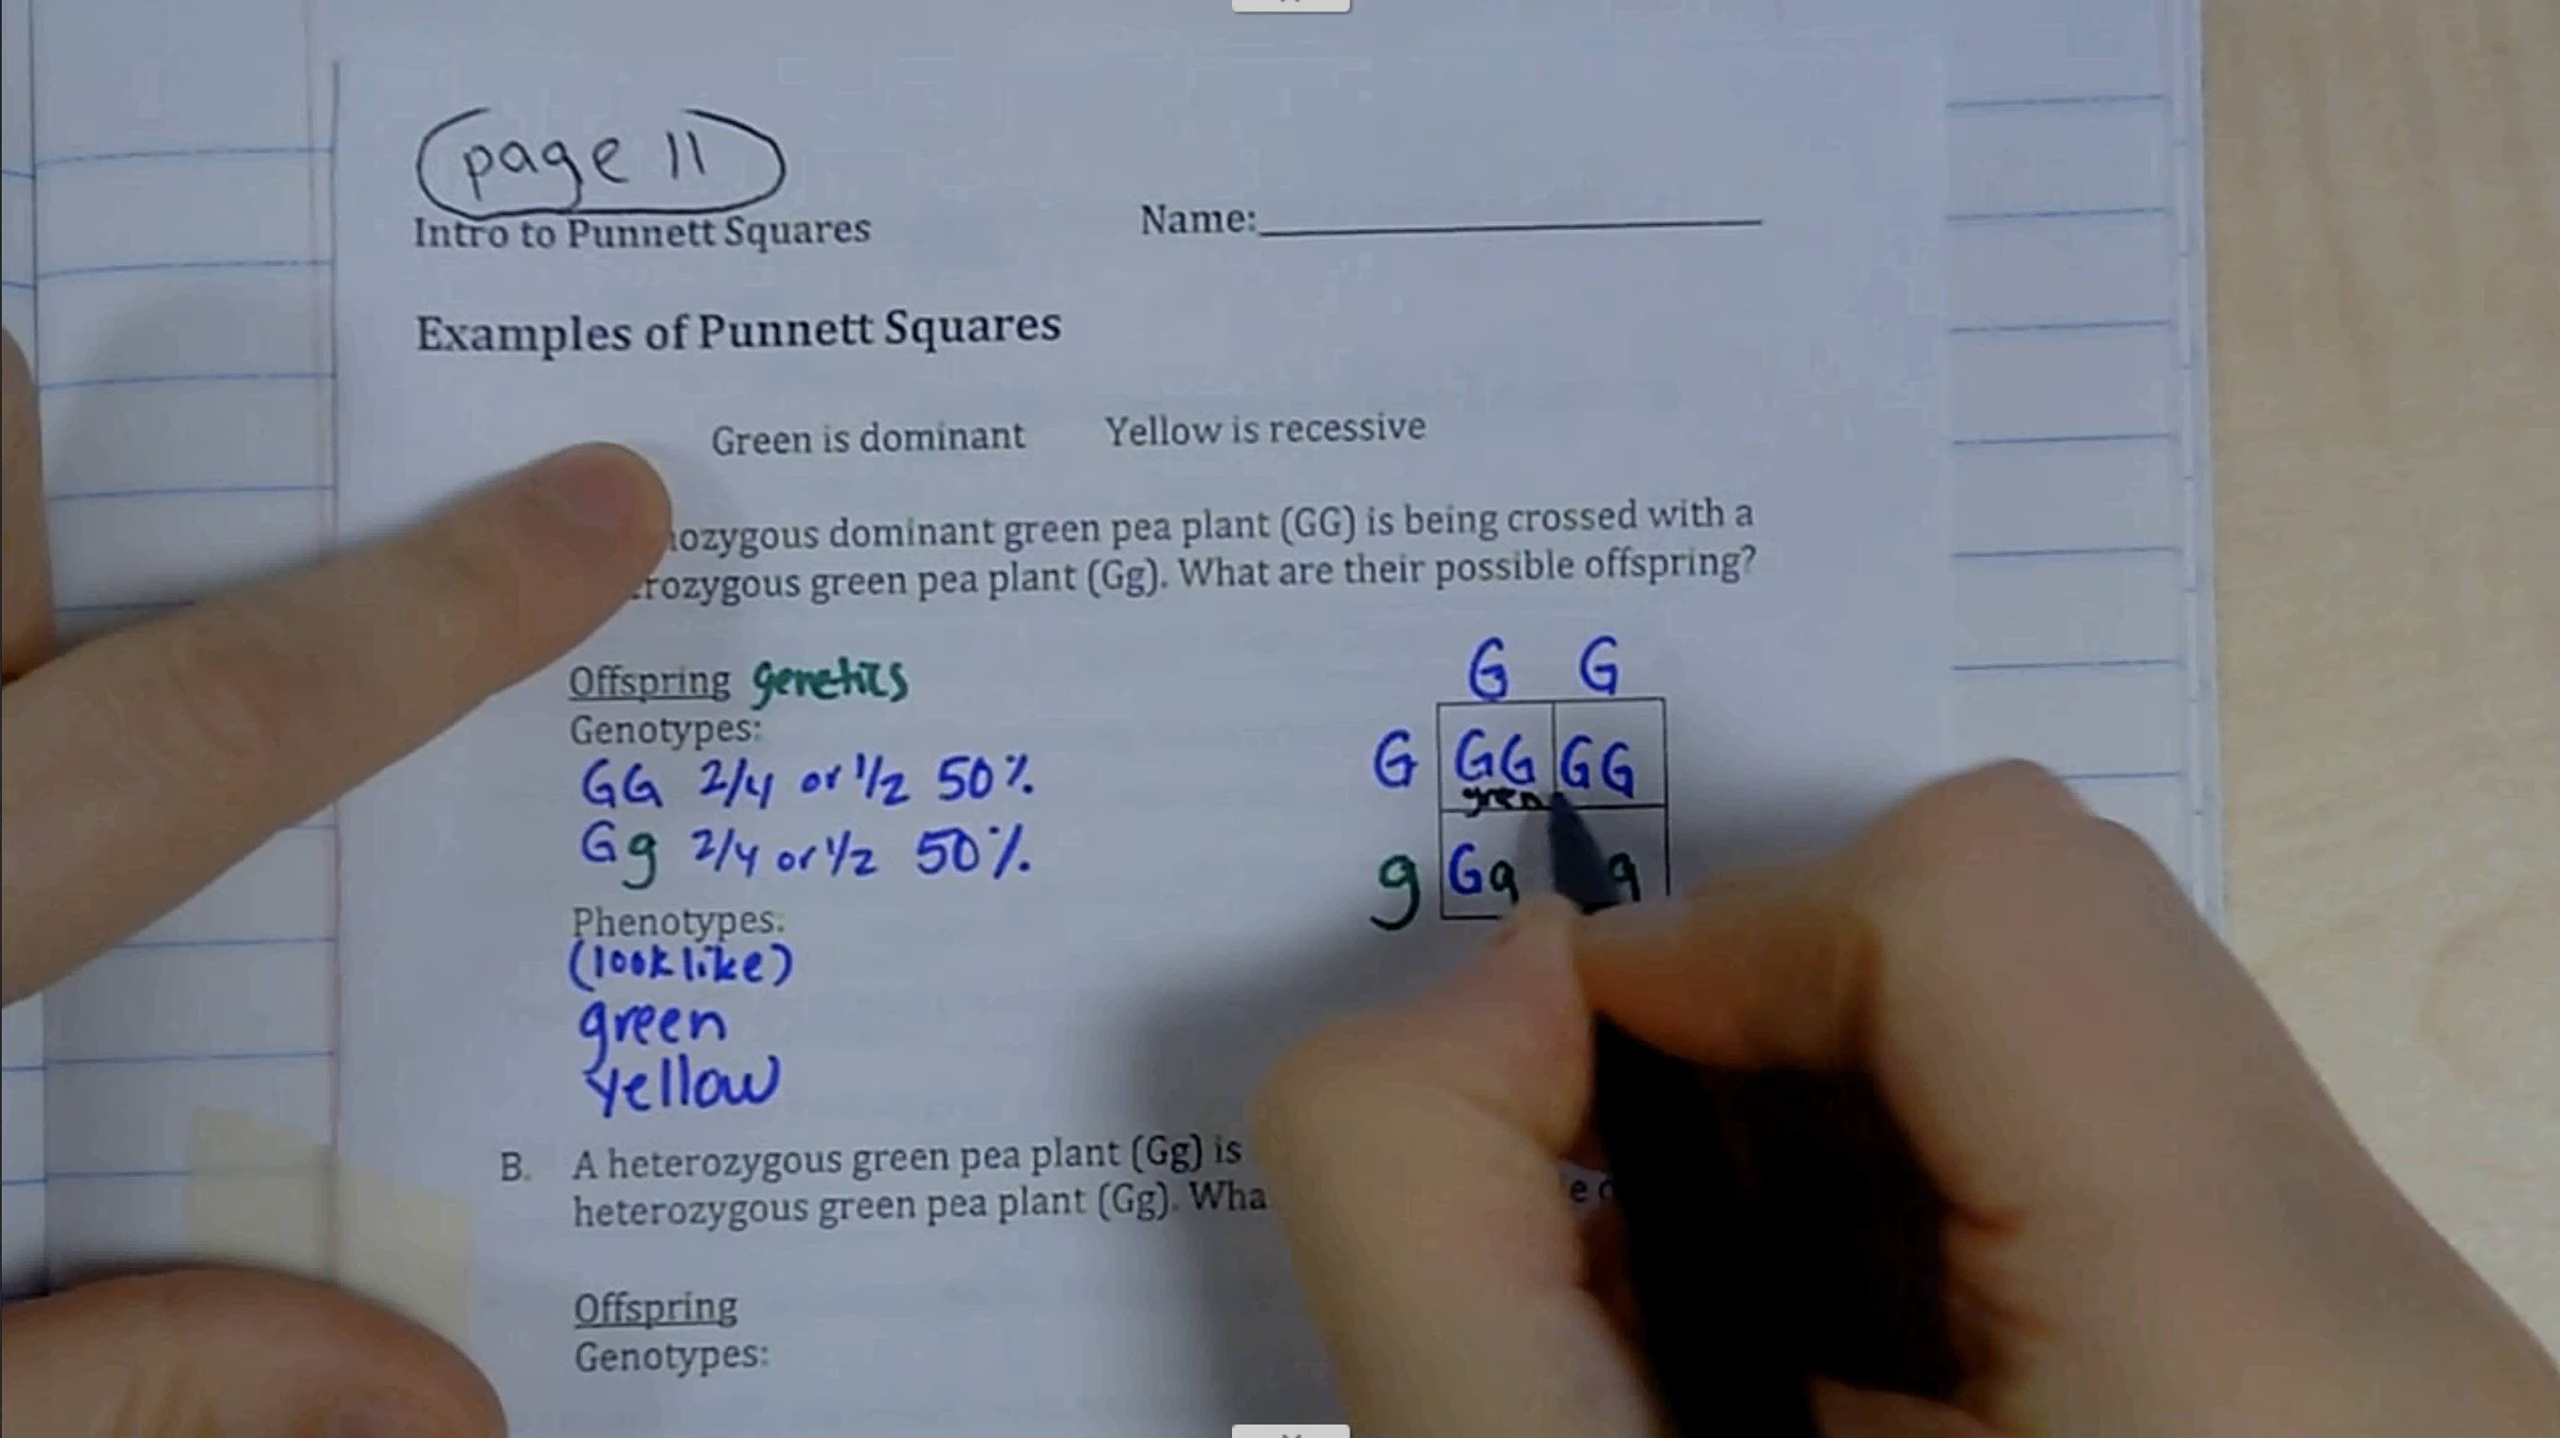 page 11
Intro to Punnett Squares Name:
Examples of Punnett Squares
Green is dominant Yellow is recessive
ozygous dominant green pea plant (GG) is being crossed with a
rozygous green pea plant (Gg). What are their possible offspring?
Offspring genetics
Genotypes:
GG 2/4 or 1/2 50%
Gg 2/4 or 1/2 50%
Phenotypes:
(look like)
green
yellow
G G
G GG GG
green
g Gg g
B. A heterozygous green pea plant (Gg) is
heterozygous green pea plant (Gg). Wha
Offspring
Genotypes: